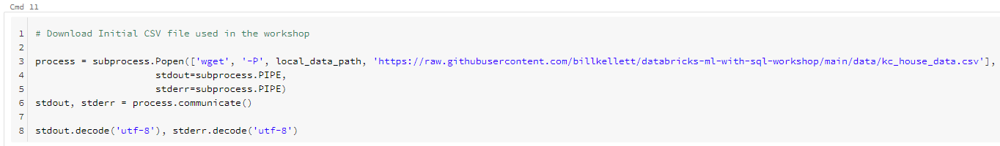 Cmd 11
1 # Download Initial CSV file used in the workshop
2
3 process = subprocess.Popen(['wget', '-P', local_data_path, 'https://raw.githubusercontent.com/billkellett/databricks-ml-with-sql-workshop/main/data/kc_house_data.csv'],
4                      stdout=subprocess.PIPE,
5                      stderr=subprocess.PIPE)
6 stdout, stderr = process.communicate()
7
8 stdout.decode('utf-8'), stderr.decode('utf-8')